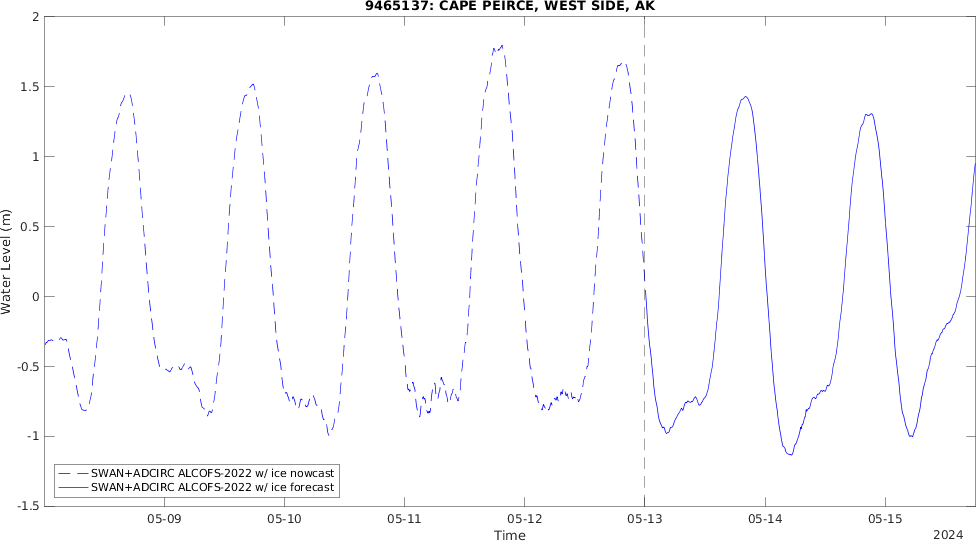 9465137: CAPE PEIRCE, WEST SIDE, AK
2
1.5
1
0.5
0
-0.5
-1
-1.5
Water Level (m)
SWAN+ADCIRC ALCOFS-2022 w/ ice nowcast
SWAN+ADCIRC ALCOFS-2022 w/ ice forecast
05-09 05-10 05-11 05-12 05-13 05-14 05-15
Time
2024